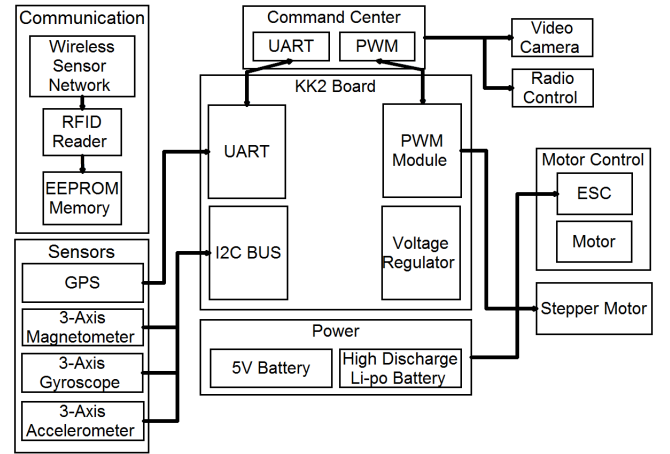 Communication
Wireless
Sensor
Network
RFID
Reader
EEPROM
Memory
Sensors
GPS
3-Axis
Magnetometer
3-Axis
Gyroscope
3-Axis
Accelerometer
Command Center
UART
PWM
KK2 Board
UART
PWM
Module
I2C BUS
Voltage
Regulator
Power
5V Battery
High Discharge
Li-po Battery
Video
Camera
Radio
Control
Motor Control
ESC
Motor
Stepper Motor